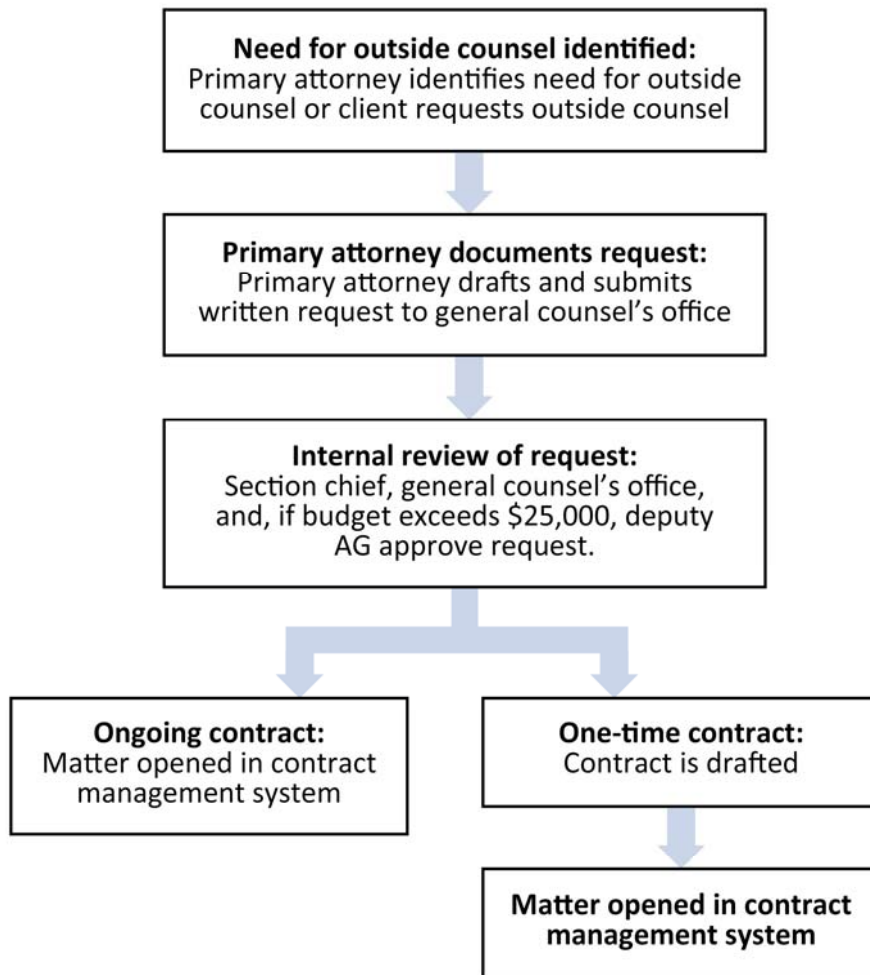 Need for outside counsel identified:
Primary attorney identifies need for outside
counsel or client requests outside counsel
Primary attorney documents request:
Primary attorney drafts and submits
written request to general counsel’s office
Internal review of request:
Section chief, general counsel’s office,
and, if budget exceeds $25,000, deputy
AG approve request.
Ongoing contract:
Matter opened in contract
management system
One-time contract:
Contract is drafted
Matter opened in contract
management system